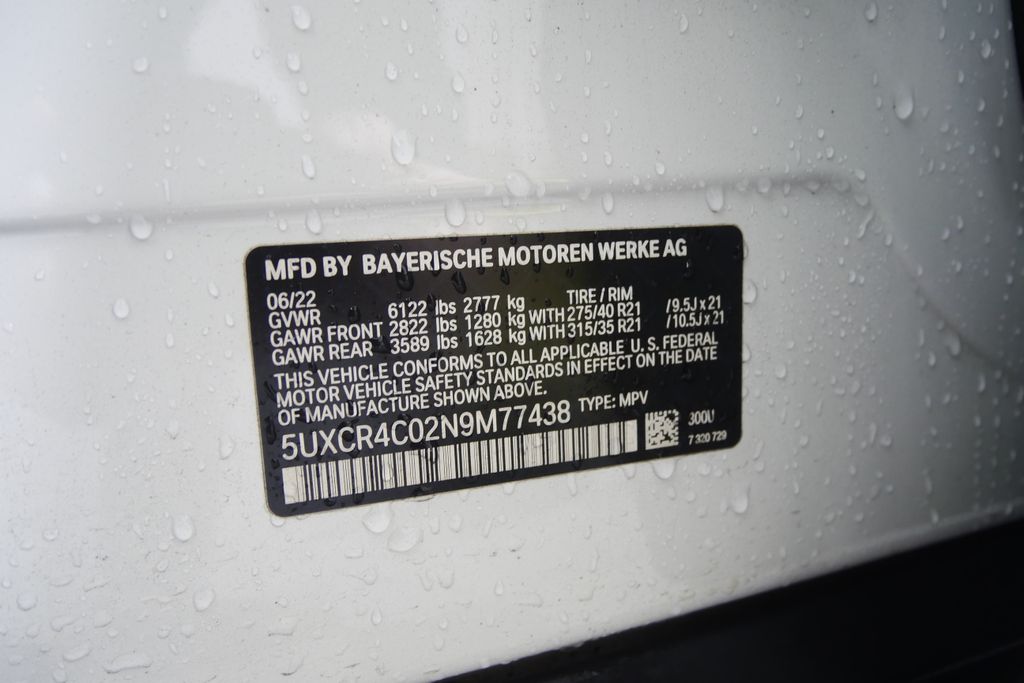 MFD BY BAYERISCHE MOTOREN WERKE AG
06/22 TIRE / RIM
GVWR 6122 lbs 2777 kg
GAWR FRONT 2822 lbs 1280 kg WITH 275/40 R21 / 9.5J x 21
GAWR REAR 3589 lbs 1628 kg WITH 315/35 R21 / 10.5J x 21
THIS VEHICLE CONFORMS TO ALL APPLICABLE U. S. FEDERAL
MOTOR VEHICLE SAFETY STANDARDS IN EFFECT ON THE DATE
OF MANUFACTURE SHOWN ABOVE.
5UXCR4C02N9M77438 TYPE: MPV
300U
7 320 729